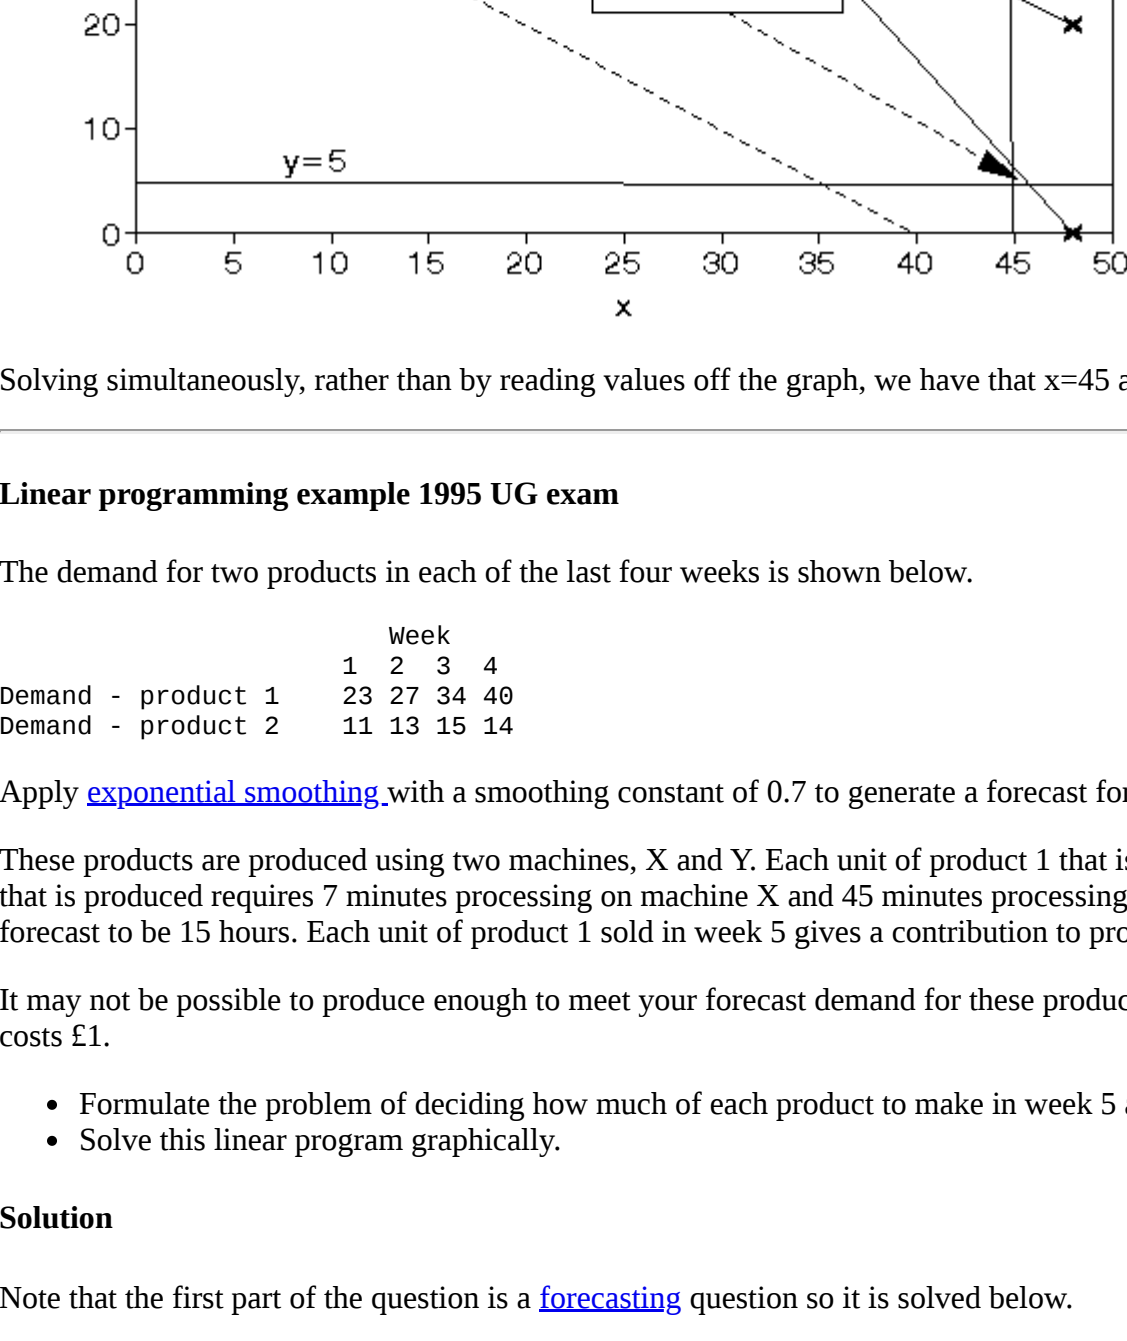 20
10
y=5
0
0 5 10 15 20 25 30 35 40 45 50
x
Solving simultaneously, rather than by reading values off the graph, we have that x=45
Linear programming example 1995 UG exam
The demand for two products in each of the last four weeks is shown below.
Week
1 2 3 4
Demand - product 1 23 27 34 40
Demand - product 2 11 13 15 14
Apply exponential smoothing with a smoothing constant of 0.7 to generate a forecast for
These products are produced using two machines, X and Y. Each unit of product 1 that
that is produced requires 7 minutes processing on machine X and 45 minutes processing
forecast to be 15 hours. Each unit of product 1 sold in week 5 gives a contribution to
It may not be possible to produce enough to meet your forecast demand for these
costs £1.
• Formulate the problem of deciding how much of each product to make in week 5
• Solve this linear program graphically.
Solution
Note that the first part of the question is a forecasting question so it is solved below.